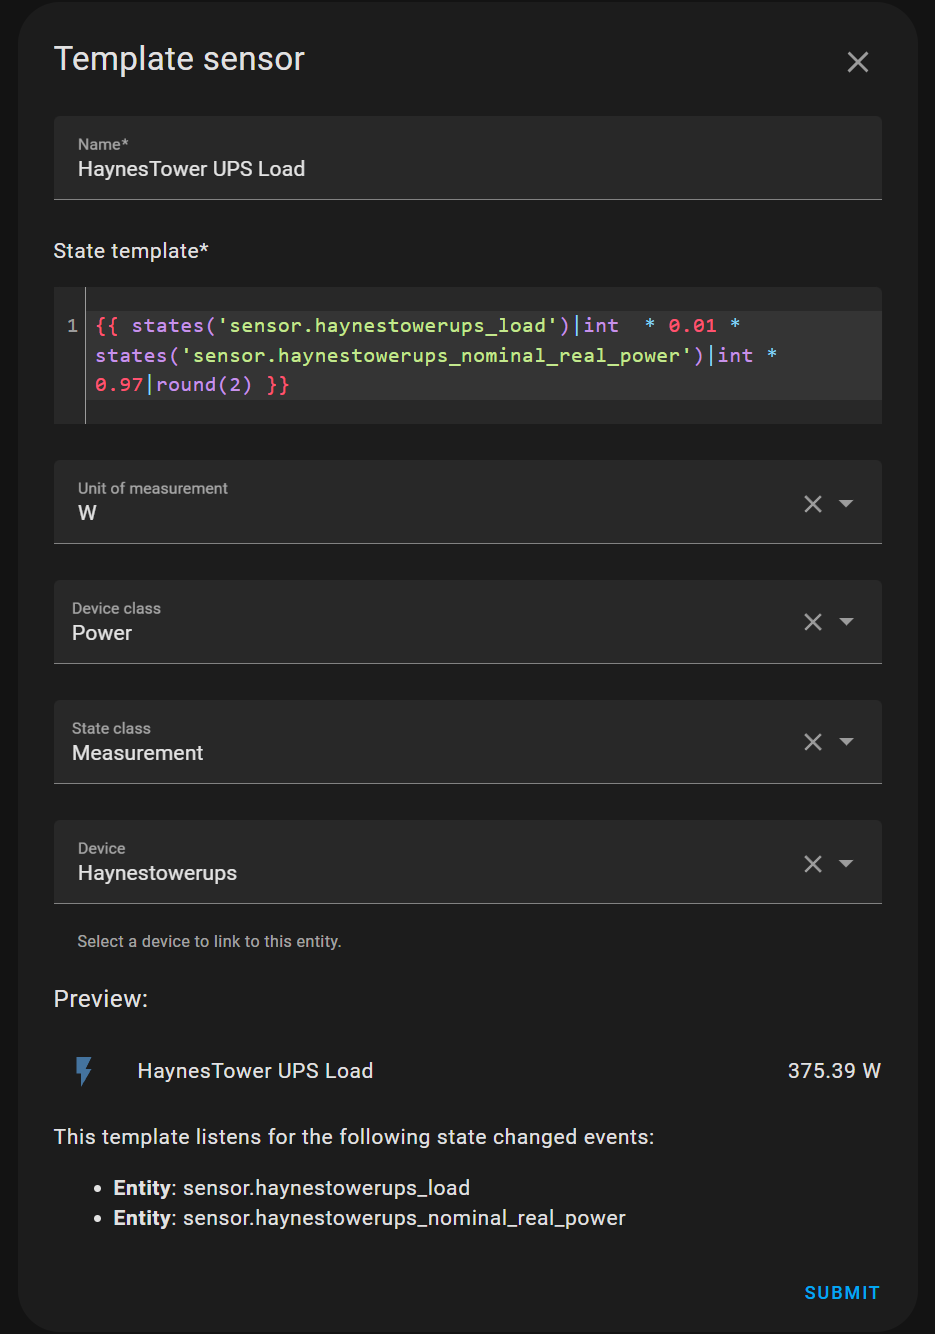 Template sensor
Name*
HaynesTower UPS Load
State template*
1
{{ states('sensor.haynestowerups_load')|int  * 0.01 *
states('sensor.haynestowerups_nominal_real_power')|int *
0.97|round(2) }}
Unit of measurement
W
Device class
Power
State class
Measurement
Device
Haynestowerups
Select a device to link to this entity.
Preview:
HaynesTower UPS Load 375.39 W
This template listens for the following state changed events:
• Entity: sensor.haynestowerups_load
• Entity: sensor.haynestowerups_nominal_real_power
SUBMIT